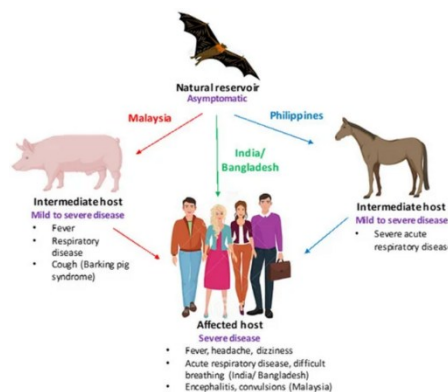 Natural reservoir
Asymptomatic
Malaysia
Philippines
India/
Bangladesh
Intermediate host
Mild to severe disease
• Fever
• Respiratory
disease
• Cough (Barking pig
syndrome)
Intermediate host
Mild to severe disease
• Severe acute
respiratory disease
Affected host
Severe disease
• Fever, headache, dizziness
• Acute respiratory disease, difficult
breathing (India/ Bangladesh)
• Encephalitis, convulsions (Malaysia)